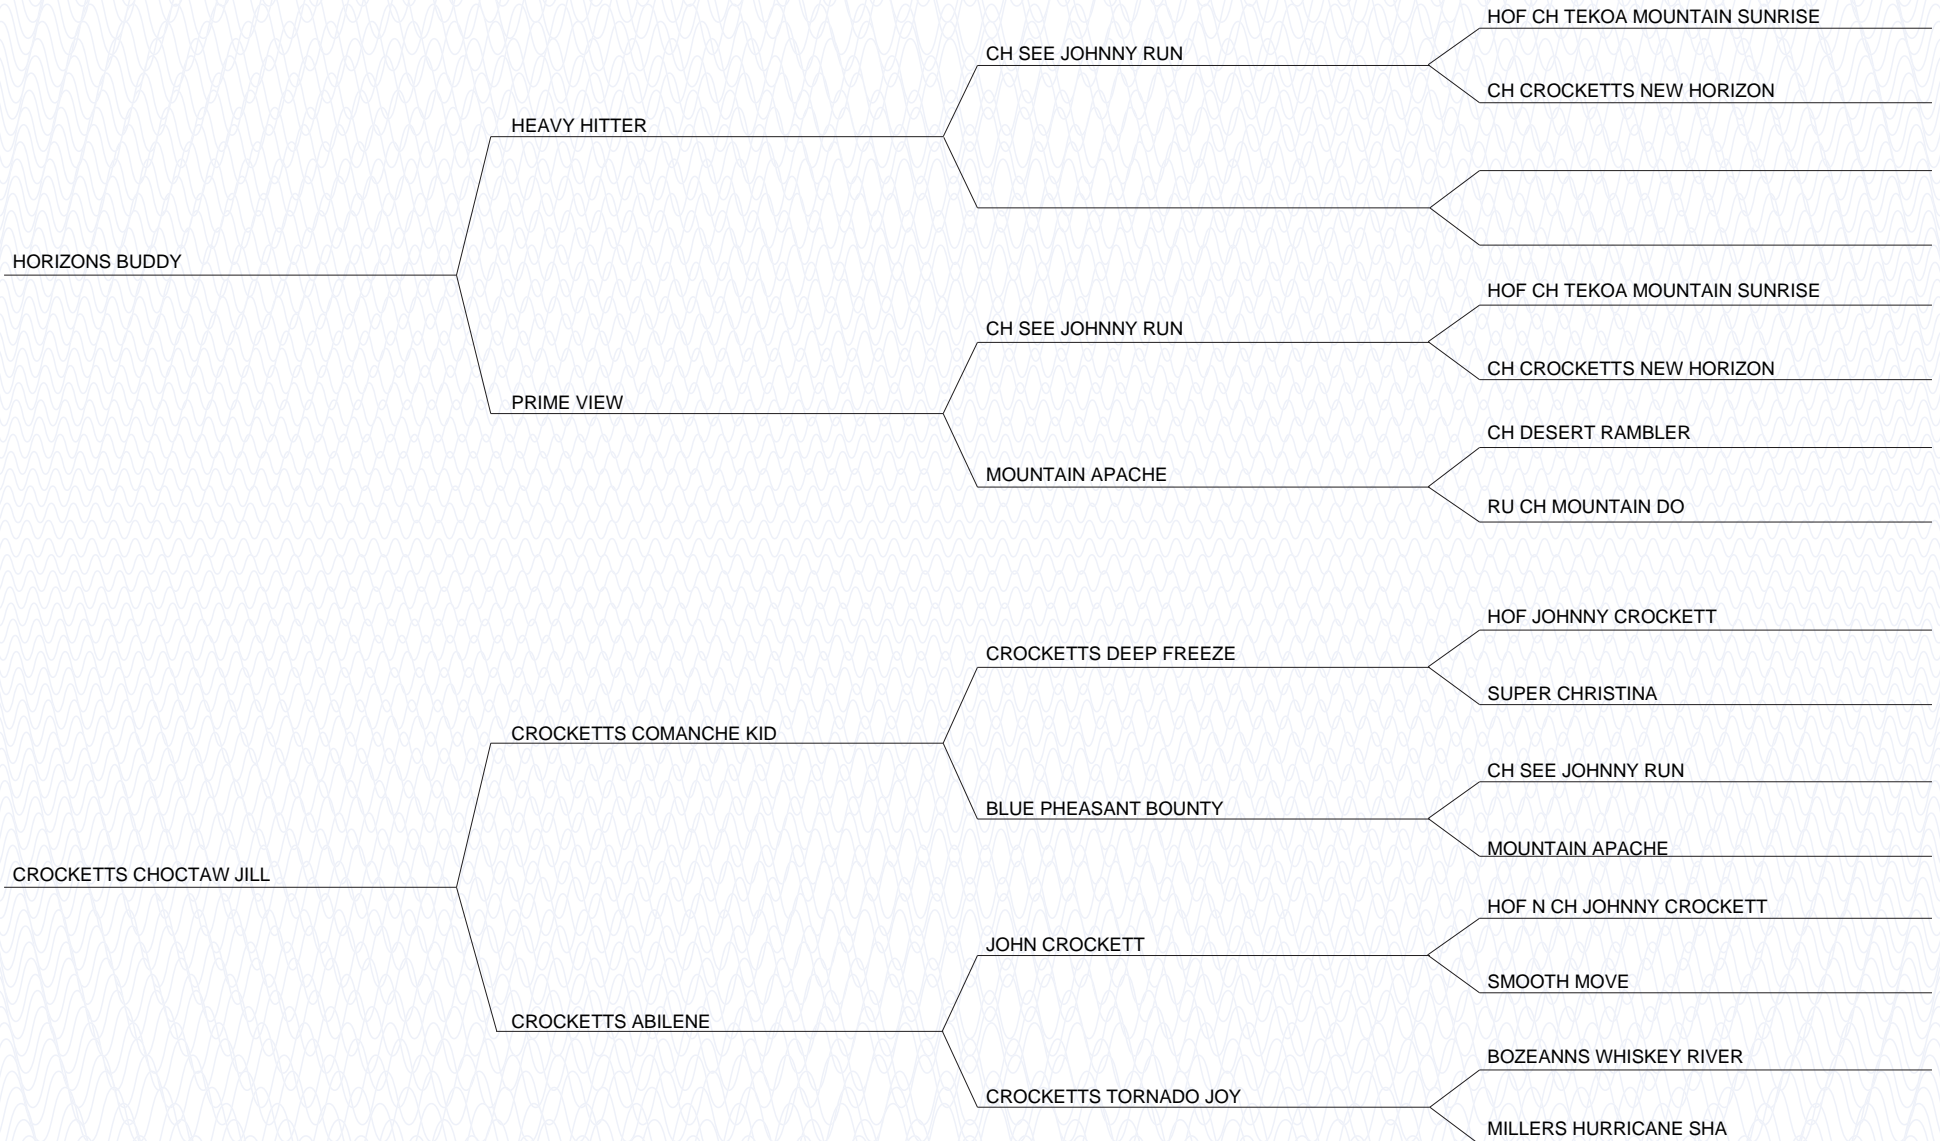 HOF CH TEKOA MOUNTAIN SUNRISE
CH SEE JOHNNY RUN
CH CROCKETTS NEW HORIZON
HEAVY HITTER
HORIZONS BUDDY
HOF CH TEKOA MOUNTAIN SUNRISE
CH SEE JOHNNY RUN
CH CROCKETTS NEW HORIZON
PRIME VIEW
CH DESERT RAMBLER
MOUNTAIN APACHE
RU CH MOUNTAIN DO
HOF JOHNNY CROCKETT
CROCKETTS DEEP FREEZE
SUPER CHRISTINA
CROCKETTS COMANCHE KID
CH SEE JOHNNY RUN
BLUE PHEASANT BOUNTY
MOUNTAIN APACHE
CROCKETTS CHOCTAW JILL
HOF N CH JOHNNY CROCKETT
JOHN CROCKETT
SMOOTH MOVE
CROCKETTS ABILENE
BOZEANNS WHISKEY RIVER
CROCKETTS TORNADO JOY
MILLERS HURRICANE SHA